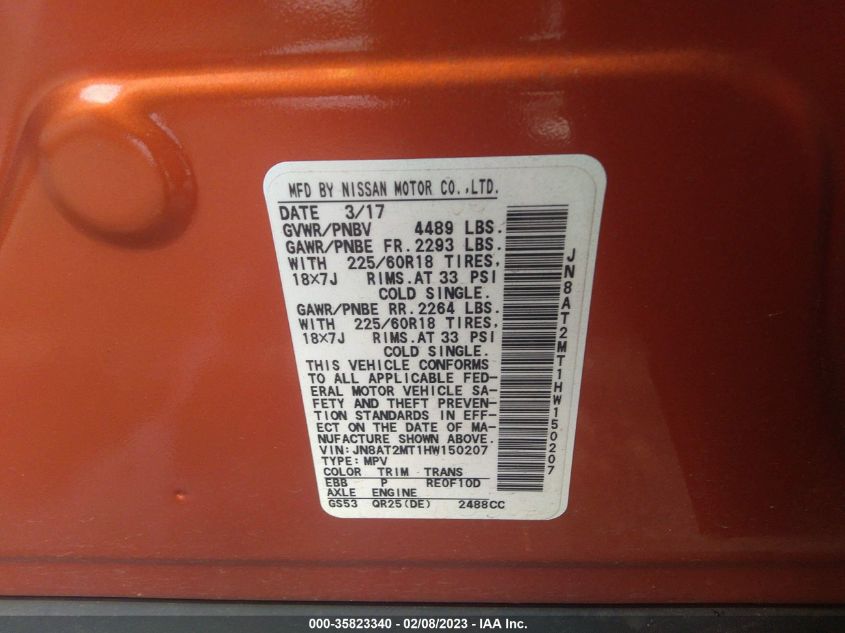 MFD BY NISSAN MOTOR CO.,LTD.
DATE 3/17
GVWR/PNBV 4489 LBS.
GAWR/PNBE FR.2293 LBS.
WITH 225/60R18 TIRES,
18×7J RIMS.AT 33 PSI
COLD SINGLE.
GAWR/PNBE RR.2264 LBS.
WITH 225/60R18 TIRES,
18×7J RIMS.AT 33 PSI
COLD SINGLE.
THIS VEHICLE CONFORMS
TO ALL APPLICABLE FED-
ERAL MOTOR VEHICLE SA-
FETY AND THEFT PREVEN-
TION STANDARDS IN EFF-
ECT ON THE DATE OF MA-
NUFACTURE SHOWN ABOVE.
VIN:JN8AT2MT1HW150207
TYPE:MPV
COLOR TRIM TRANS
EBB P RE0F10D
AXLE ENGINE
GS53 QR25(DE) 2488CC
JN8AT2MT1HW150207
000-35823340 — 02/08/2023 - IAA Inc.